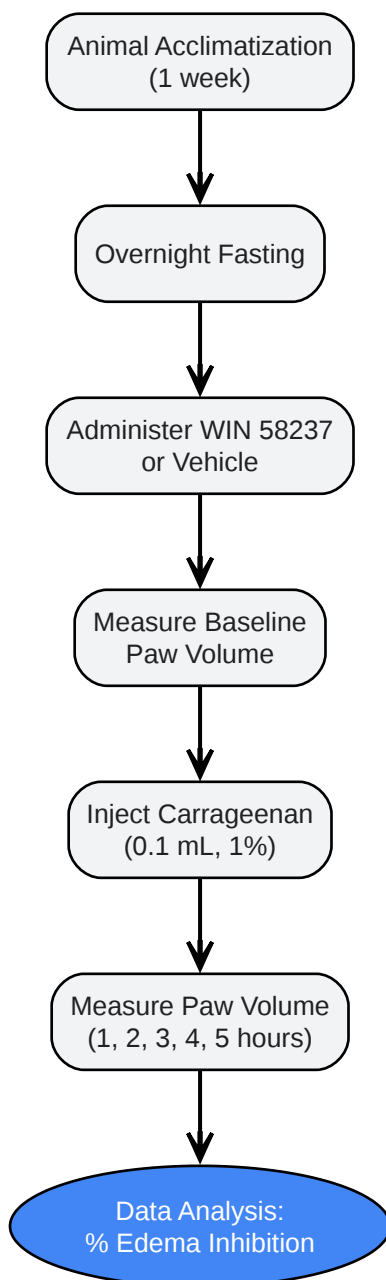 Animal Acclimatization
(1 week)
Overnight Fasting
Administer WIN 58237
or Vehicle
Measure Baseline
Paw Volume
Inject Carrageenan
(0.1 mL, 1%)
Measure Paw Volume
(1, 2, 3, 4, 5 hours)
Data Analysis:
% Edema Inhibition